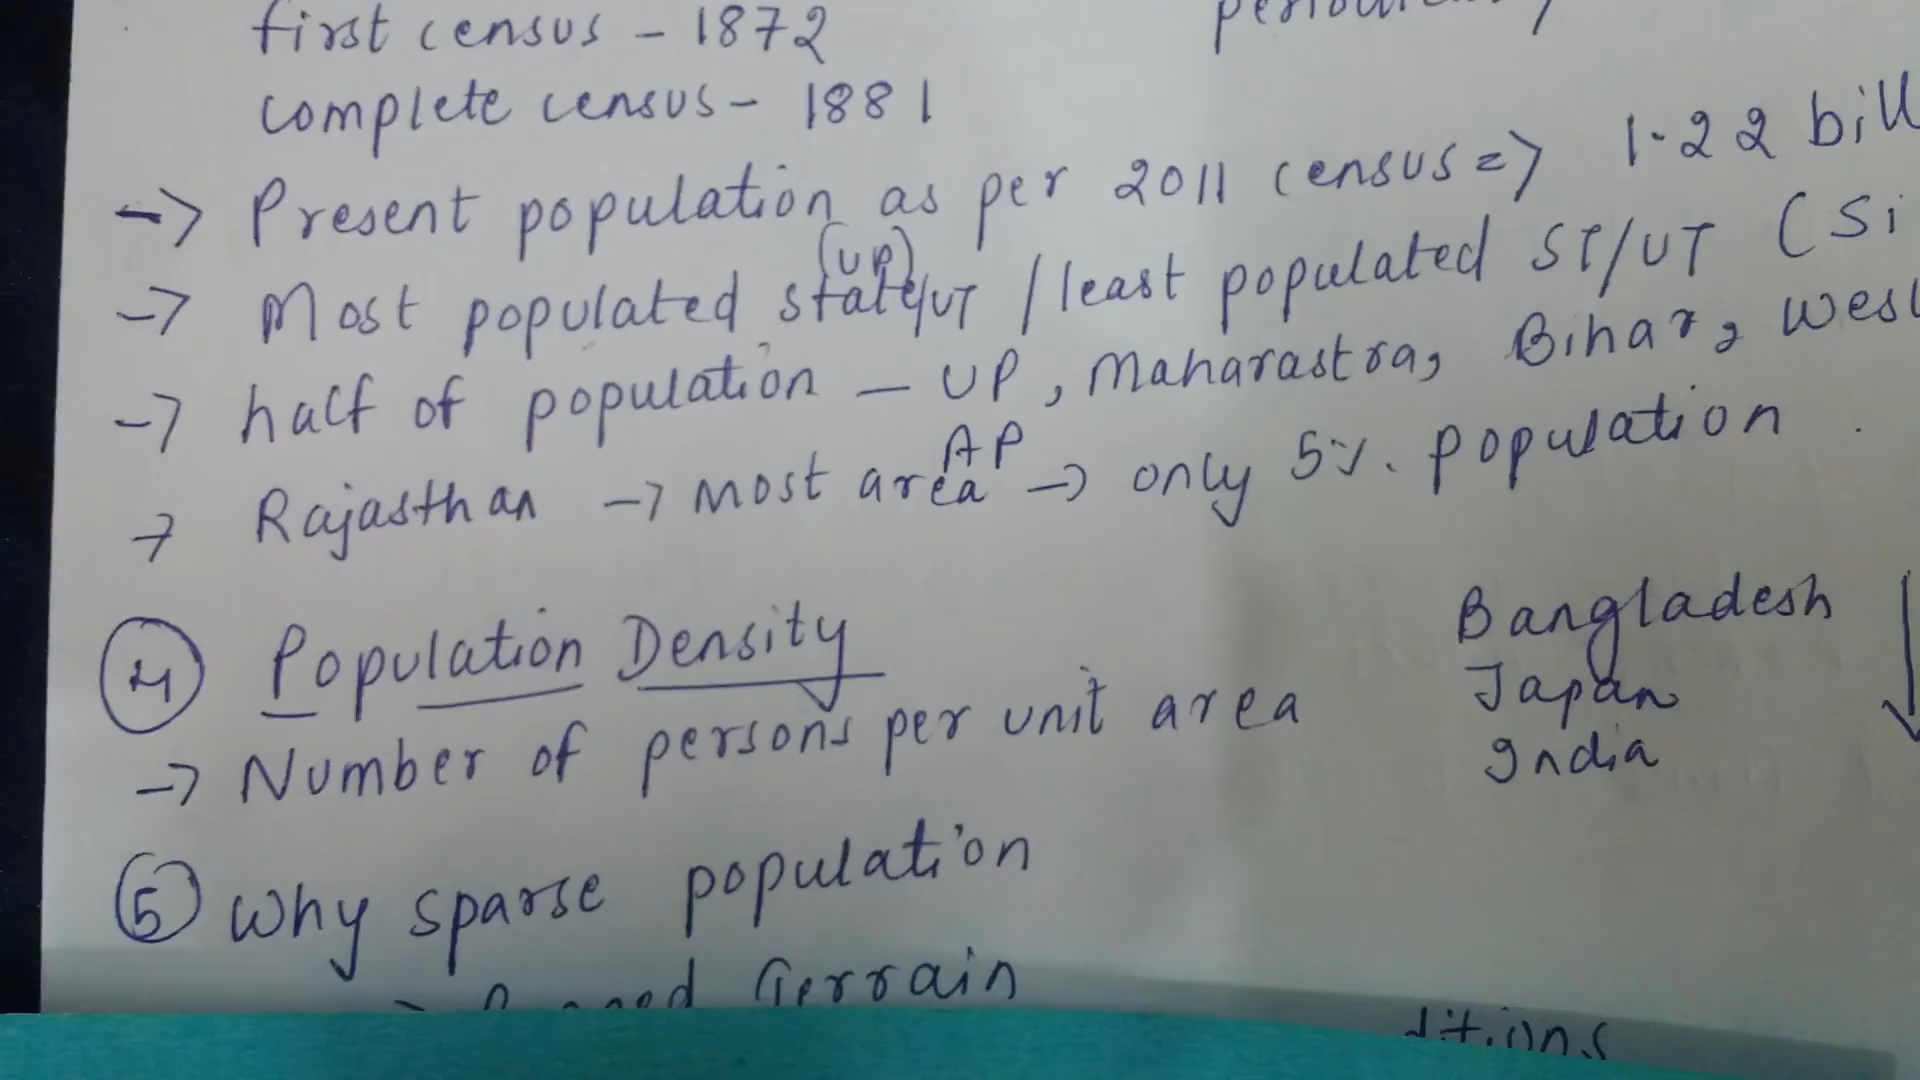 first census - 1872
complete census - 1881
-> Present population as per 2011 census => 1.22 bill
(UP)
-> Most populated state/UT / least populated ST/UT (Si
-> half of population - UP, Maharastra, Bihar, West
AP
-> Rajasthan -> most area -> only 5%. population.
4 Population Density
-> Number of persons per unit area
Bangladesh
Japan
India
5 Why sparse population
Terrain